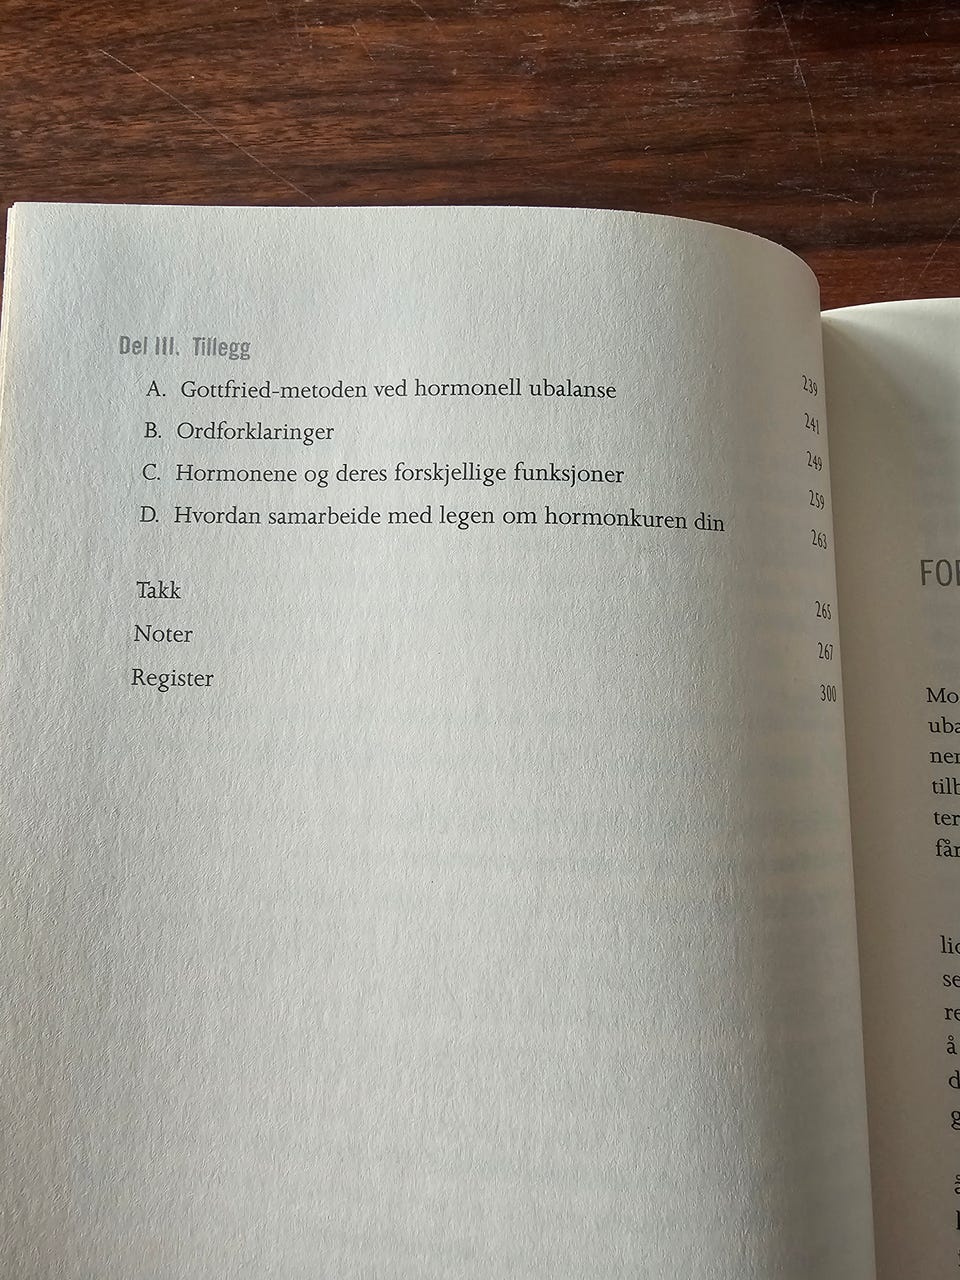 Del III. Tillegg 239
A. Gottfried-metoden ved hormonell ubalanse 241
B. Ordforklaringer 249
C. Hormonene og deres forskjellige funksjoner 259
D. Hvordan samarbeide med legen om hormonkuren din 263
Takk 265
Noter 267
Register 300